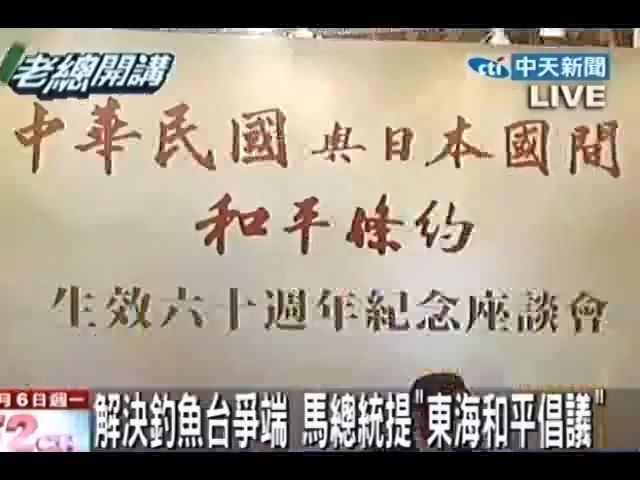 老總開講
cti 中天新聞
LIVE
中華民國與日本國間
和平條約
生效六十週年紀念座談會
月6日週一
解決釣魚台爭端 馬總統提"東海和平倡議"